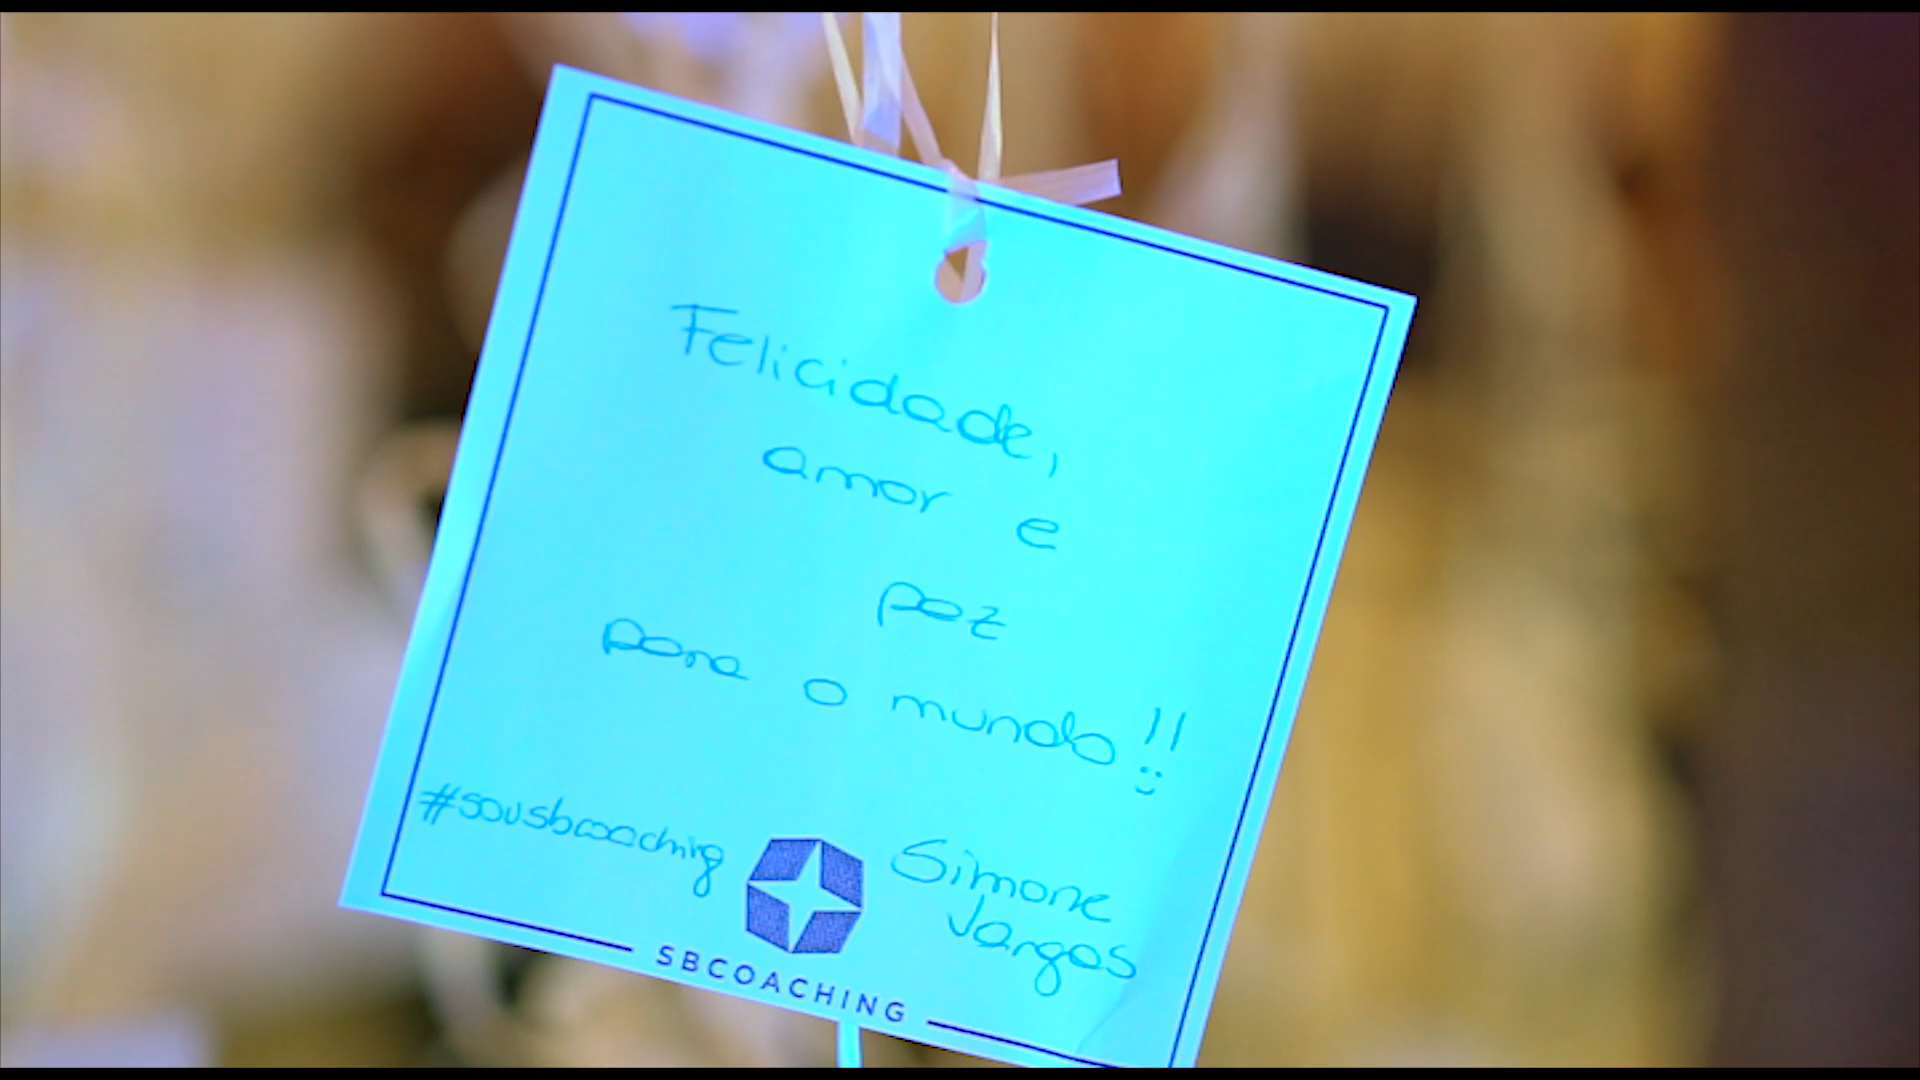 Felicidade,
amor e
paz
para o mundo!!
#sousbcoaching
Simone
Vargas
SBCOACHING